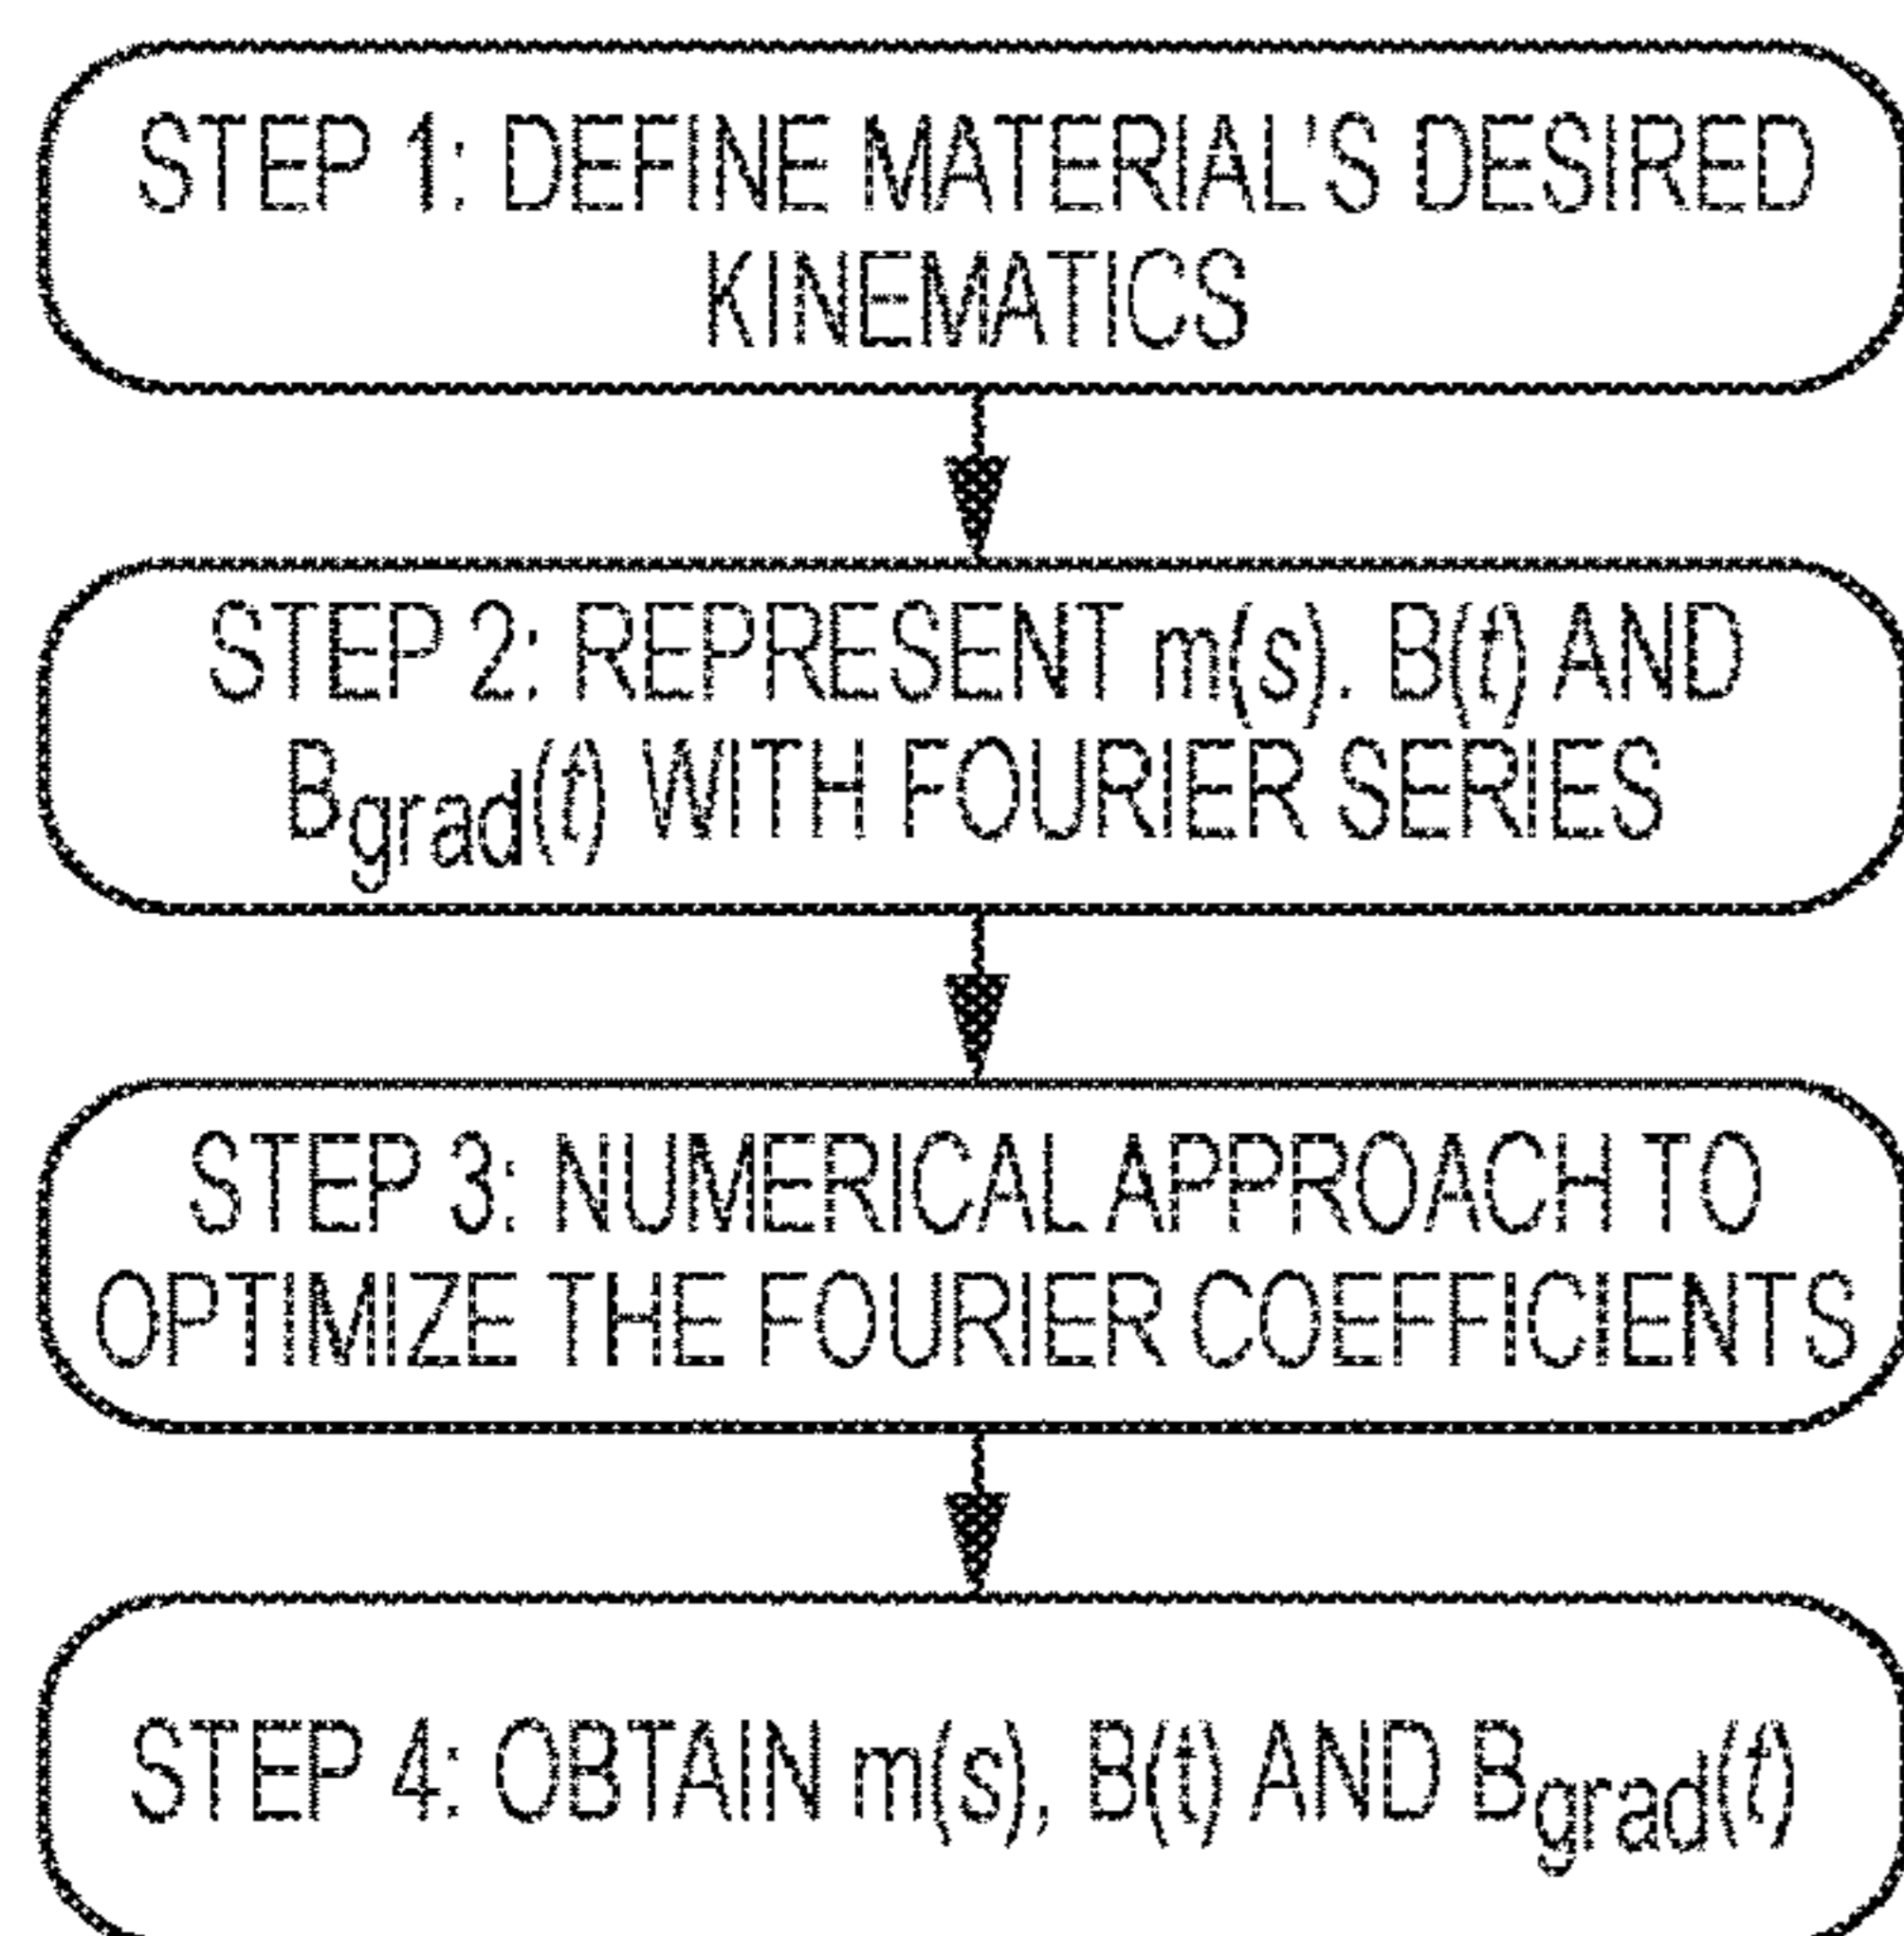 STEP 1: DEFINE MATERIAL'S DESIRED
KINEMATICS
STEP 2: REPRESENT m(s). B(t) AND
Bgrad(t) WITH FOURIER SERIES
STEP 3: NUMERICAL APPROACH TO
OPTIMIZE THE FOURIER COEFFICIENTS
STEP 4: OBTAIN m(s), B(t) AND Bgrad(t)